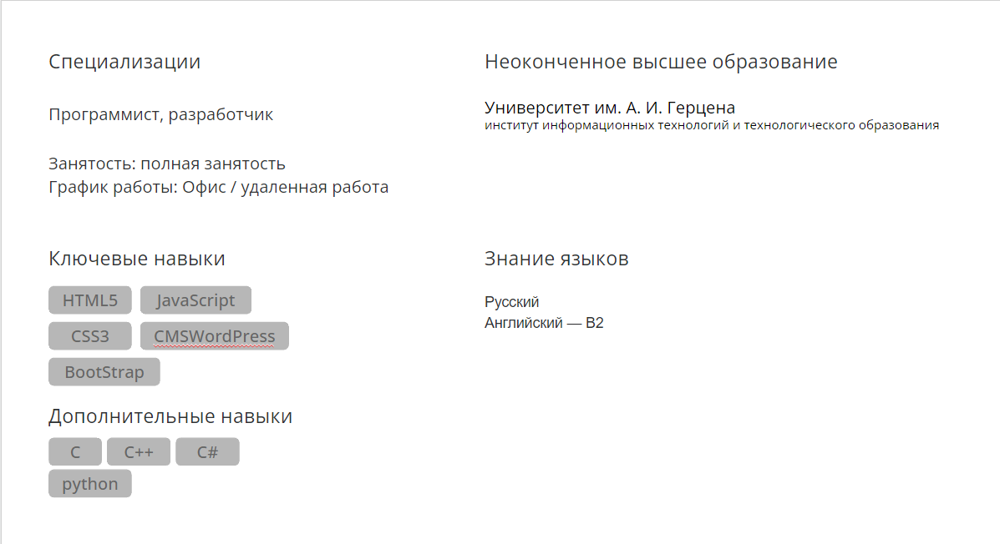 Специализации
Программист, разработчик
Занятость: полная занятость
График работы: Офис / удаленная работа
Неоконченное высшее образование
Университет им. А. И. Герцена
институт информационных технологий и технологического образования
Ключевые навыки
HTML5 JavaScript
CSS3 CMSWordPress
BootStrap
Дополнительные навыки
C C++ C#
python
Знание языков
Русский
Английский — B2